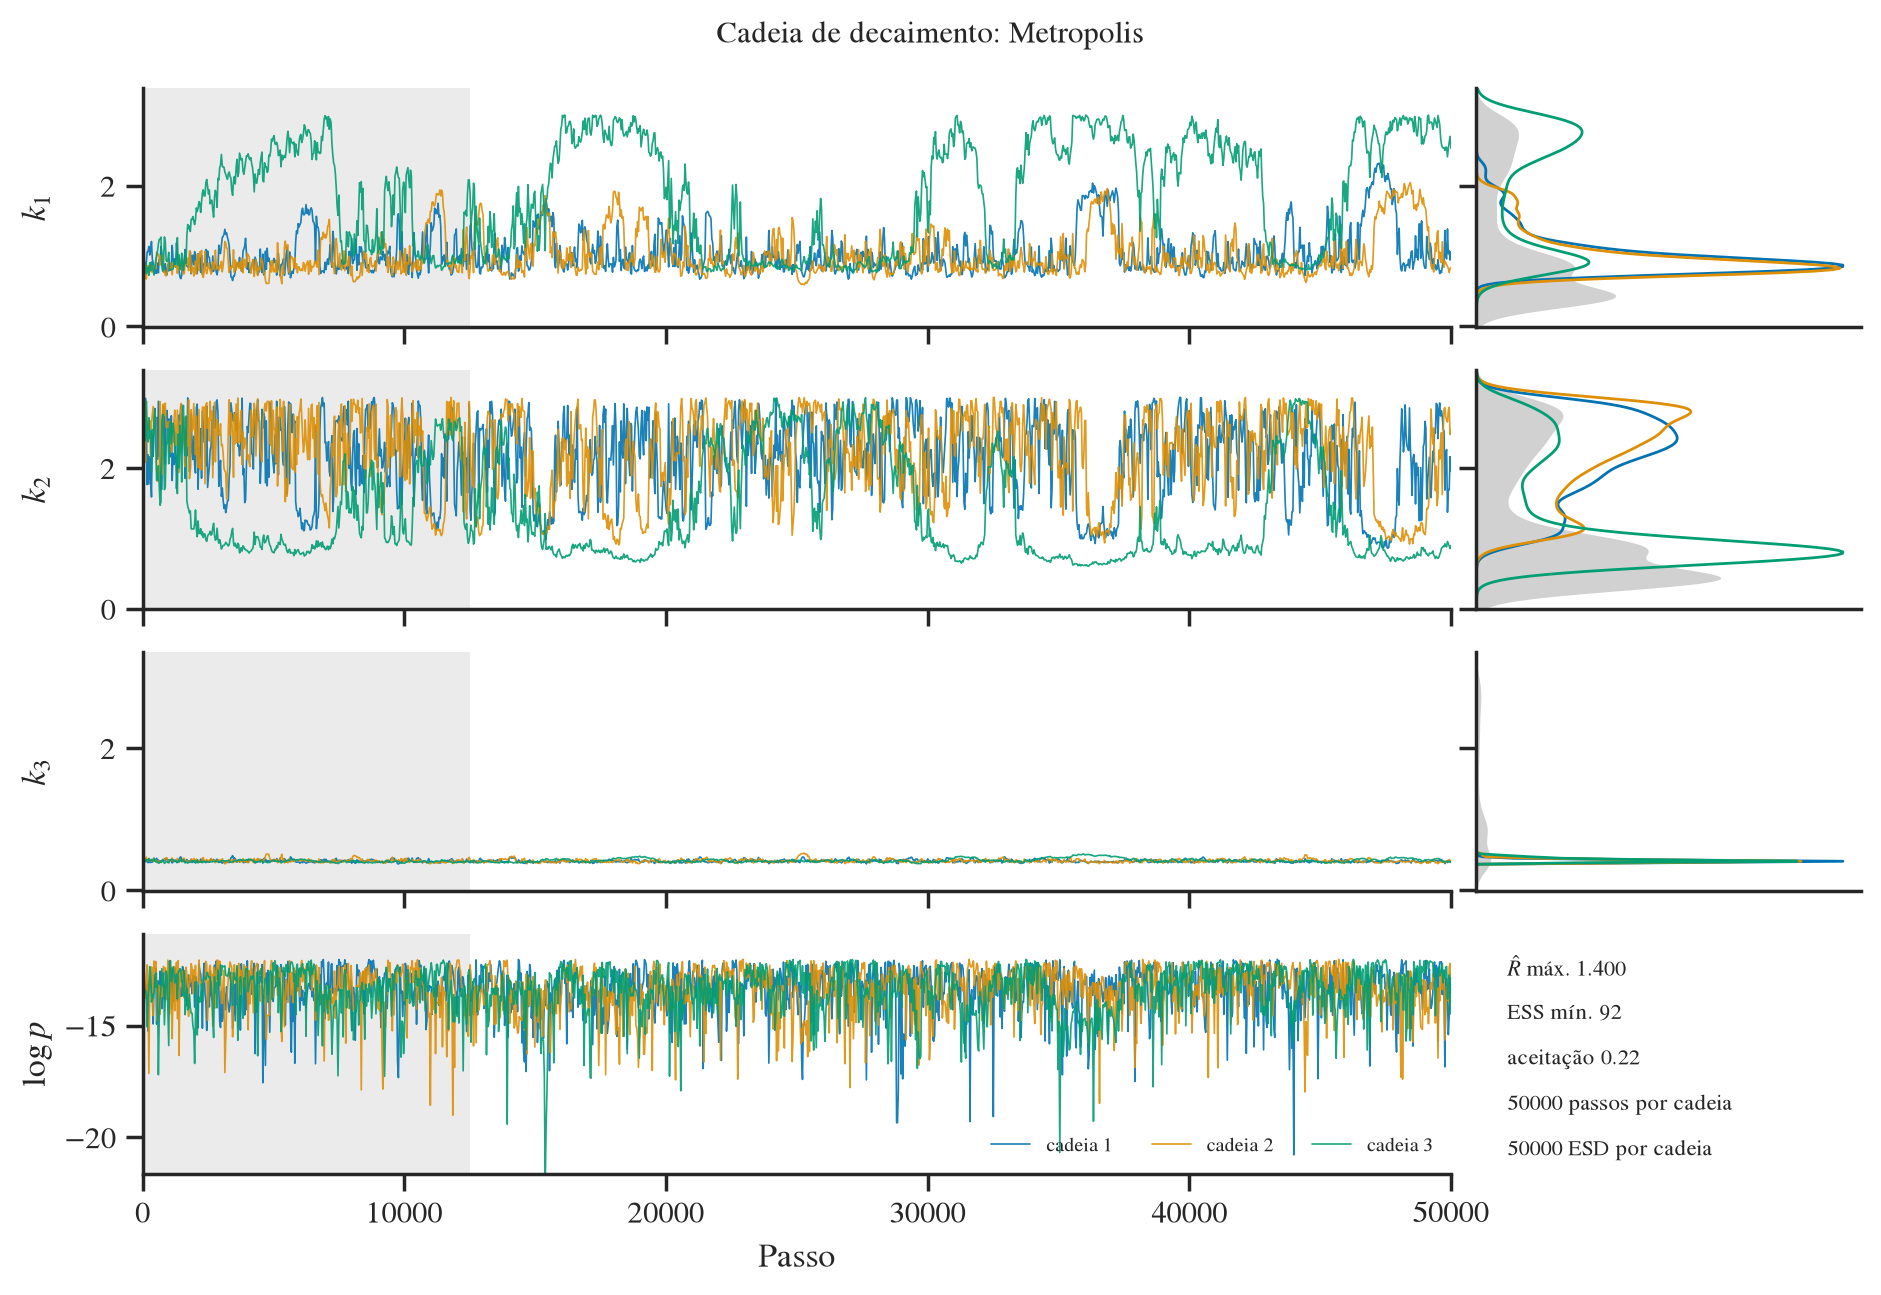 Cadeia de decaimento: Metropolis
k₁
2
0
k₂
2
0
k₃
2
0
log p
−15
−20
cadeia 1
cadeia 2
cadeia 3
0
10000
20000
30000
40000
50000
Passo
R̂ máx. 1.400
ESS mín. 92
aceitação 0.22
50000 passos por cadeia
50000 ESD por cadeia